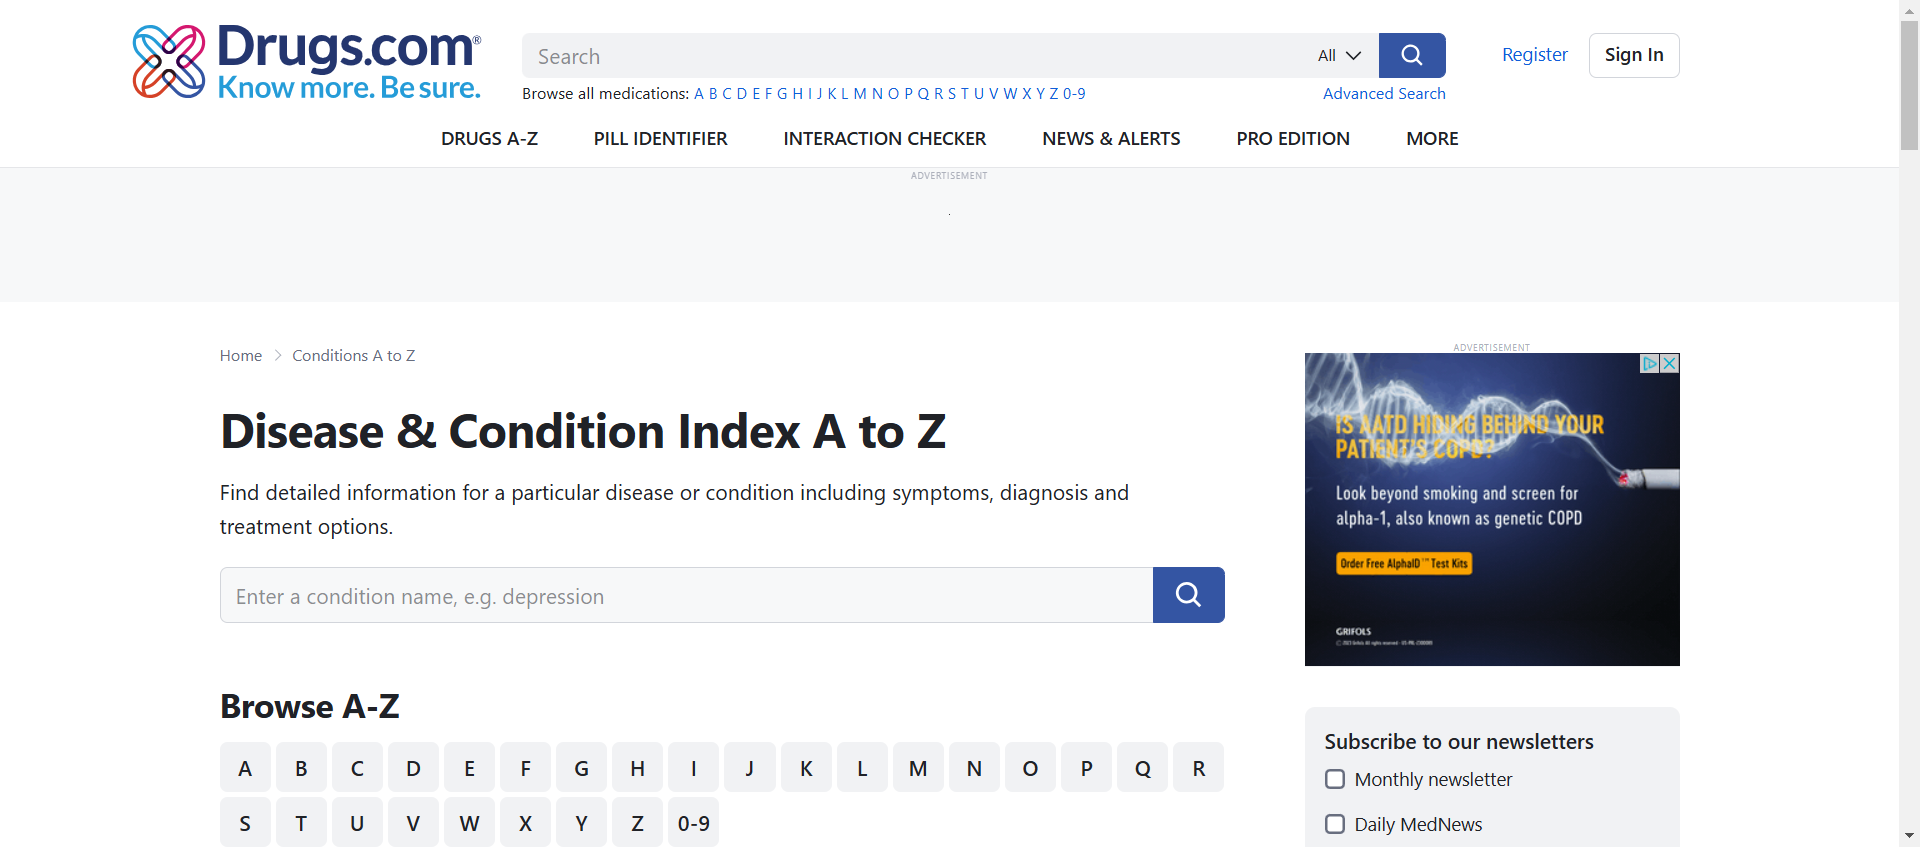 Drugs.com®
Know more. Be sure.
Search
All
Register
Sign In
Browse all medications: A B C D E F G H I J K L M N O P Q R S T U V W X Y Z 0-9
Advanced Search
DRUGS A-Z
PILL IDENTIFIER
INTERACTION CHECKER
NEWS & ALERTS
PRO EDITION
MORE
ADVERTISEMENT
.
Home
Conditions A to Z
Disease & Condition Index A to Z
Find detailed information for a particular disease or condition including symptoms, diagnosis and
treatment options.
Enter a condition name, e.g. depression
Browse A-Z
A B C D E F G H I J K L M N O P Q R
S T U V W X Y Z 0-9
ADVERTISEMENT
IS AATD HIDING BEHIND YOUR
PATIENT'S COPD?
Look beyond smoking and screen for
alpha-1, also known as genetic COPD
Order Free AlphaID™ Test Kits
GRIFOLS
Subscribe to our newsletters
Monthly newsletter
Daily MedNews